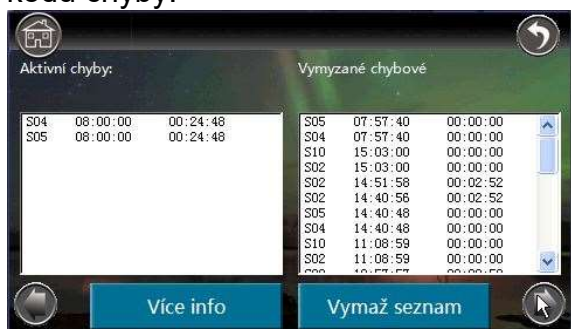 kódu chyby.
Aktivní chyby:
Vymyzané chybové
S04 08:00:00 00:24:48
S05 08:00:00 00:24:48
S05 07:57:40 00:00:00
S04 07:57:40 00:00:00
S10 15:03:00 00:00:00
S02 15:03:00 00:00:00
S02 14:51:58 00:02:52
S02 14:40:56 00:02:52
S05 14:40:48 00:00:00
S04 14:40:48 00:00:00
S10 11:08:59 00:00:00
S02 11:08:59 00:00:00
Více info
Vymaž seznam